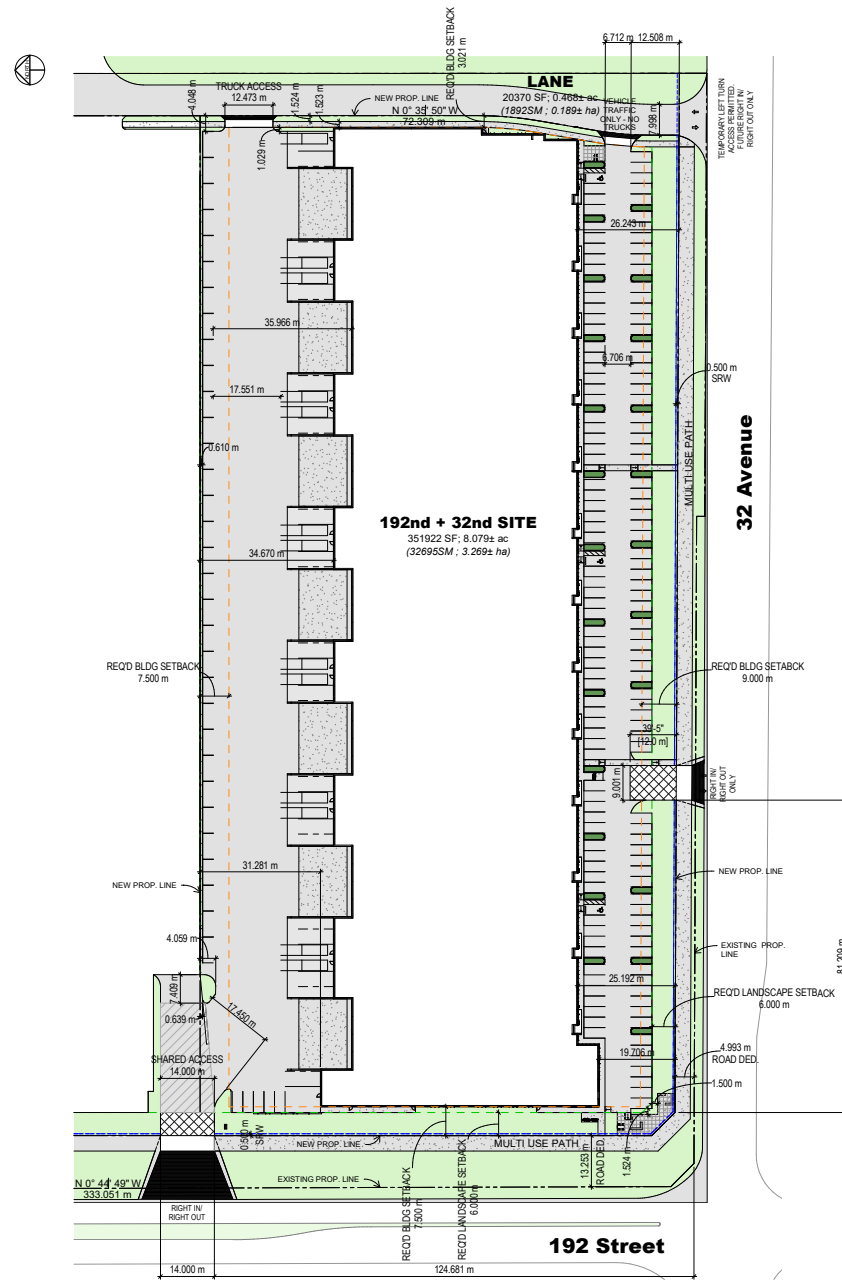 6.712 m
12.508 m
REQ'D BLDG SETBACK
3.021 m
LANE
20370 SF; 0.468± ac
(1892SM ; 0.189± ha)
TRUCK ACCESS
12.473 m
4.048 m
1.524 m
1.523 m
NEW PROP. LINE
N 0° 35' 50" W
72.309 m
VEHICLE
TRAFFIC
ONLY - NO
TRUCKS
7.998 m
TEMPORARY LEFT TURN
ACCESS PERMITTED.
FUTURE RIGHT IN/
RIGHT OUT ONLY
1.029 m
26.243 m
35.966 m
6.706 m
0.500 m
SRW
17.551 m
0.610 m
MULTI USE PATH
32 Avenue
192nd + 32nd SITE
351922 SF; 8.079± ac
(32695SM ; 3.269± ha)
34.670 m
REQ'D BLDG SETBACK
7.500 m
REQ'D BLDG SETABCK
9.000 m
39'-5"
[12.0 m]
9.001 m
RIGHT IN/
RIGHT OUT
ONLY
31.281 m
NEW PROP. LINE
NEW PROP. LINE
4.059 m
EXISTING PROP.
LINE
81.209 m
7.409 m
25.192 m
REQ'D LANDSCAPE SETBACK
6.000 m
0.639 m
17.450 m
SHARED ACCESS
14.000 m
19.706 m
4.993 m
ROAD DED.
1.500 m
0.500 m
SRW
NEW PROP. LINE
MULTI USE PATH
13.253 m
ROAD DED.
1.524 m
N 0° 44' 49" W
333.051 m
EXISTING PROP. LINE
REQ'D BLDG SETBACK
7.500 m
REQ'D LANDSCAPE SETBACK
6.000 m
RIGHT IN/
RIGHT OUT
192 Street
14.000 m
124.681 m